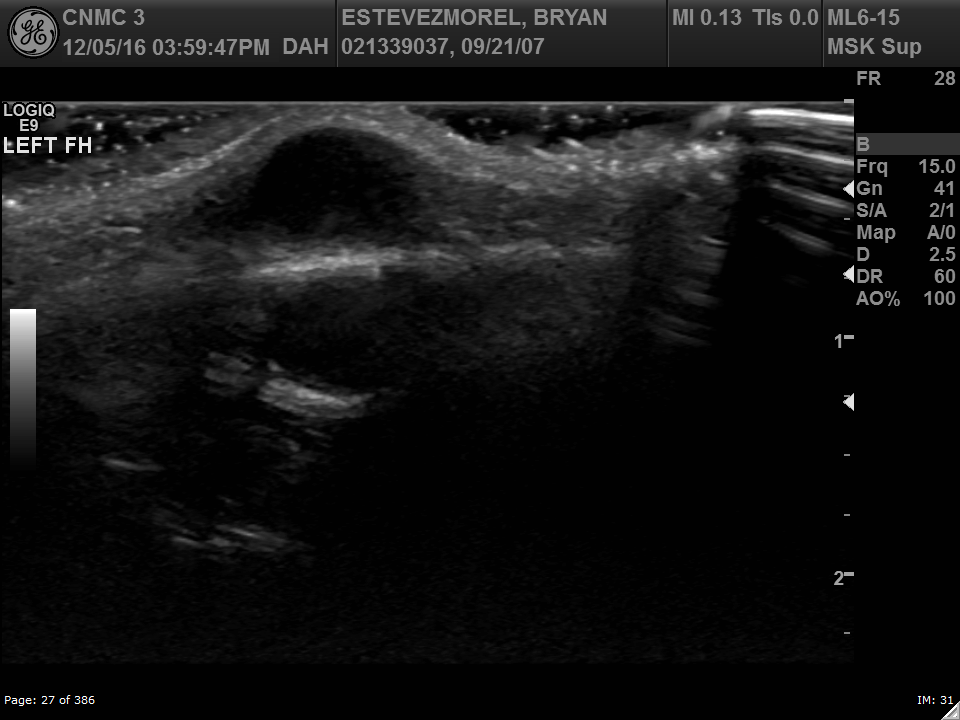 CNMC 3
12/05/16 03:59:47PM DAH
ESTEVEZMOREL, BRYAN
021339037, 09/21/07
MI 0.13 TIs 0.0
ML6-15
MSK Sup
LOGIQ
E9
LEFT FH
FR 28
B
Frq 15.0
Gn 41
S/A 2/1
Map A/0
D 2.5
DR 60
AO% 100
1
2
Page: 27 of 386
IM: 31